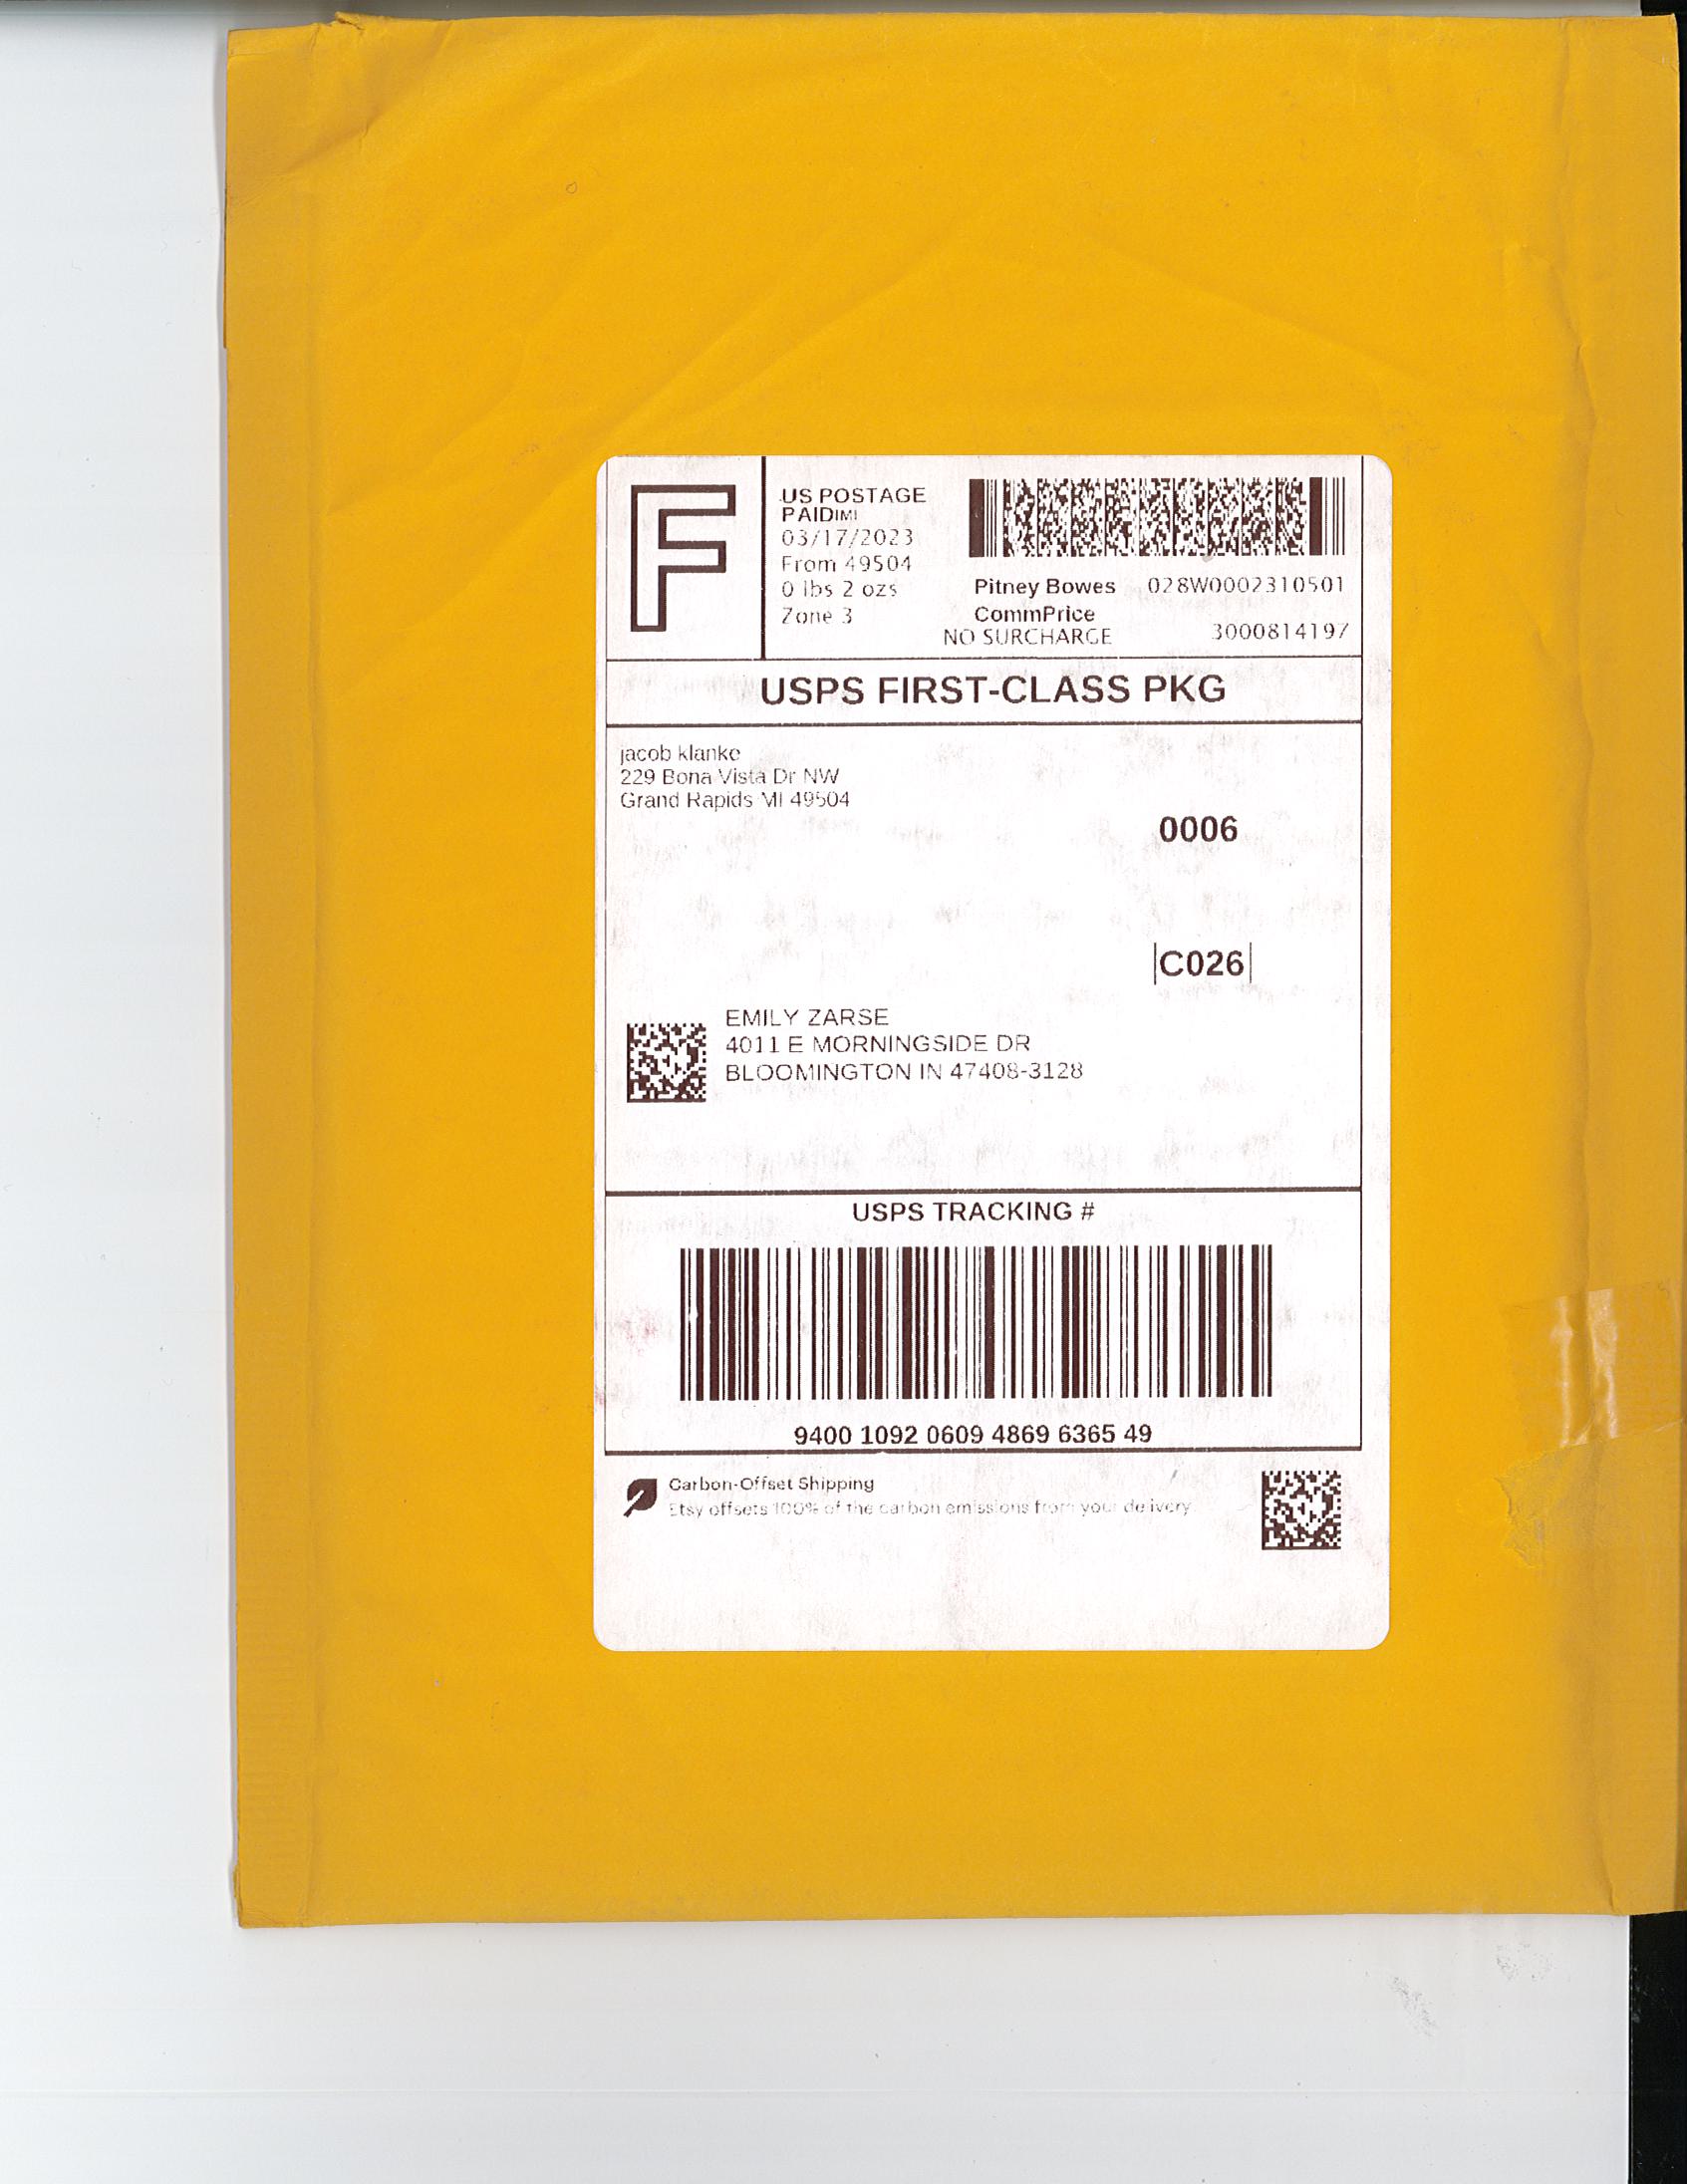 F
US POSTAGE
PAID IMI
03/17/2023
From 49504
0 lbs 2 ozs
Zone 3
Pitney Bowes 028W0002310501
CommPrice
NO SURCHARGE 3000814197
USPS FIRST-CLASS PKG
jacob klanke
229 Bona Vista Dr NW
Grand Rapids MI 49504
0006
C026
EMILY ZARSE
4011 E MORNINGSIDE DR
BLOOMINGTON IN 47408-3128
USPS TRACKING #
9400 1092 0609 4869 6365 49
Carbon-Offset Shipping
Etsy offsets 100% of the carbon emissions from your delivery